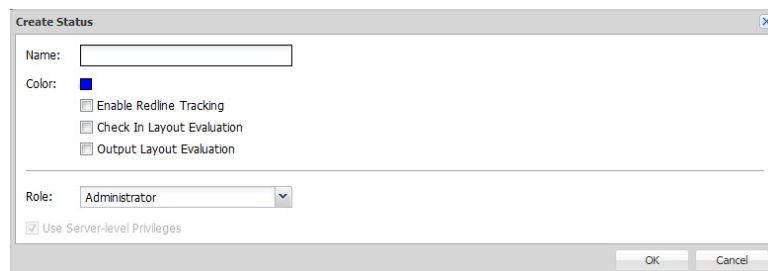 Create Status
Name:
Color:
Enable Redline Tracking
Check In Layout Evaluation
Output Layout Evaluation
Role: Administrator
Use Server-level Privileges
OK Cancel